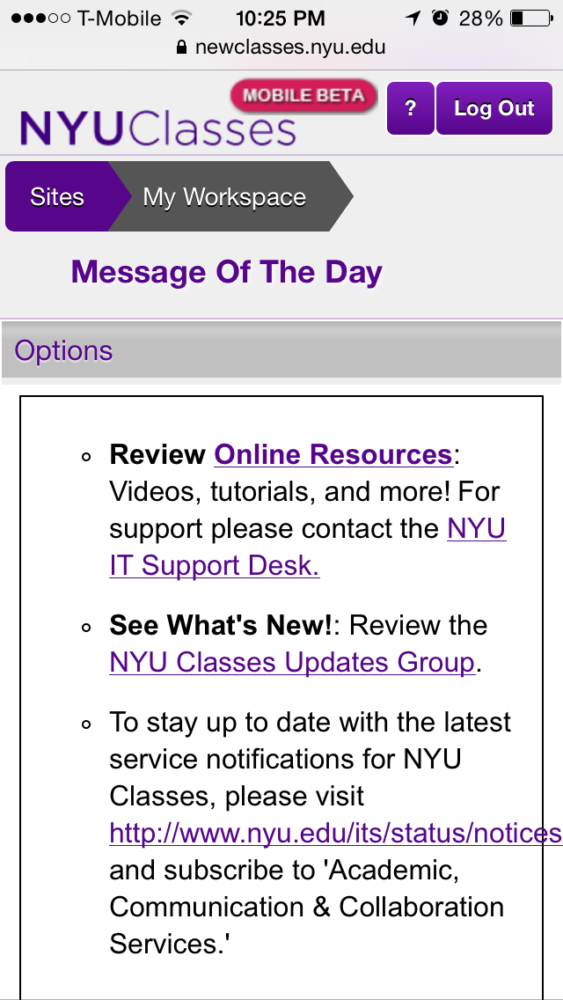 T-Mobile 10:25 PM 28%
newclasses.nyu.edu
MOBILE BETA
NYUClasses ? Log Out
Sites My Workspace
Message Of The Day
Options
Review Online Resources:
Videos, tutorials, and more! For
support please contact the NYU
IT Support Desk.
See What's New!: Review the
NYU Classes Updates Group.
To stay up to date with the latest
service notifications for NYU
Classes, please visit
http://www.nyu.edu/its/status/notices
and subscribe to 'Academic,
Communication & Collaboration
Services.'